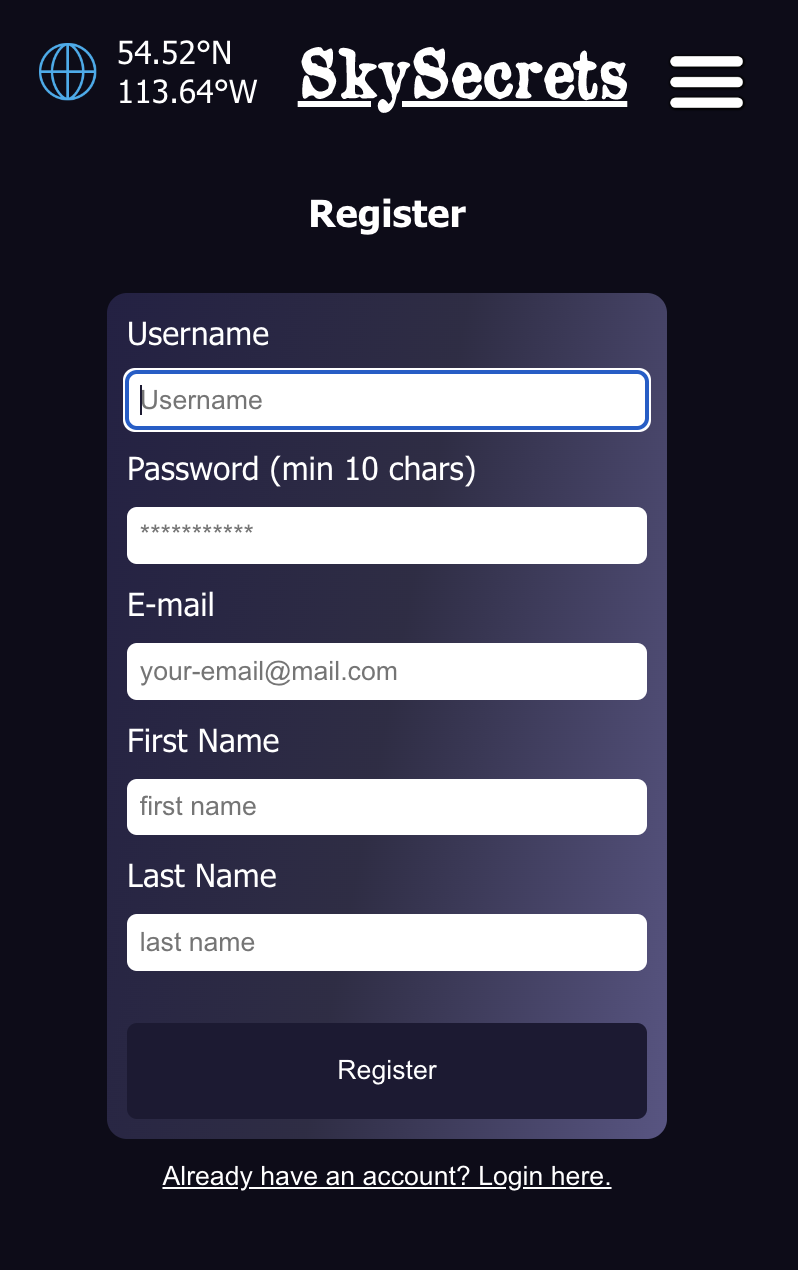 54.52°N
113.64°W
SkySecrets
Register
Username
Username
Password (min 10 chars)
***********
E-mail
your-email@mail.com
First Name
first name
Last Name
last name
Register
Already have an account? Login here.